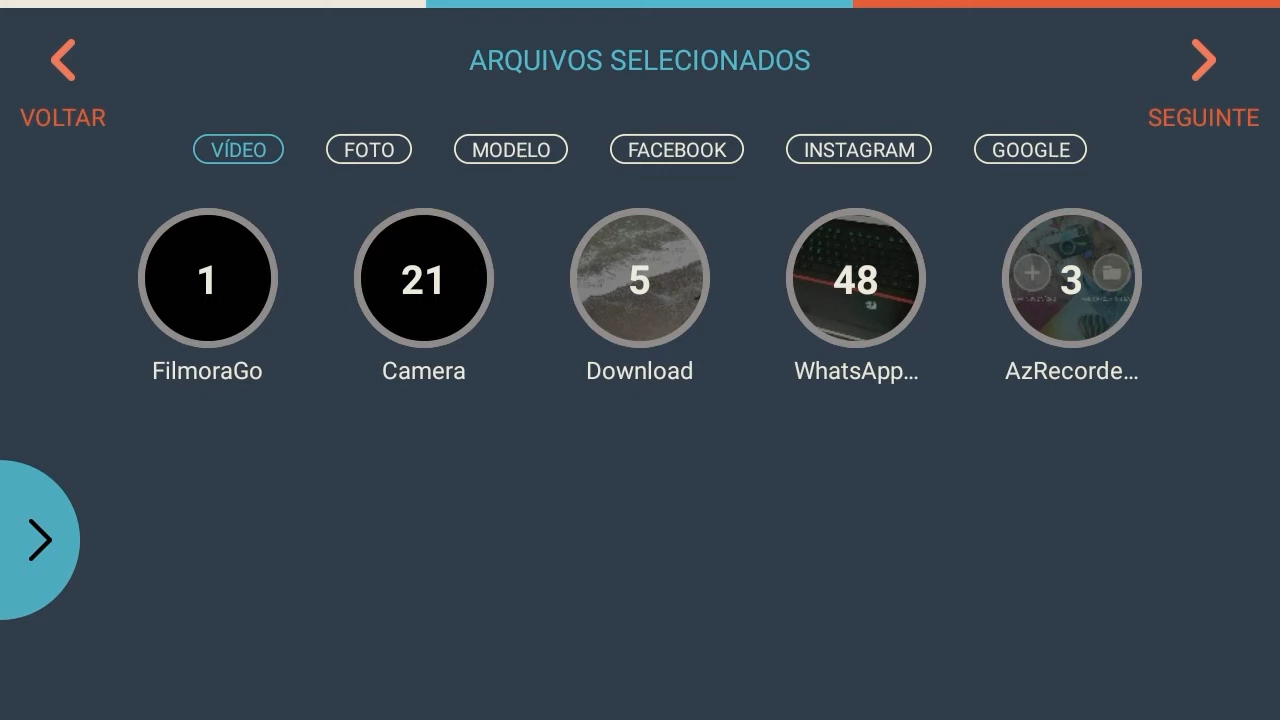 ARQUIVOS SELECIONADOS
VOLTAR
SEGUINTE
VÍDEO FOTO MODELO FACEBOOK INSTAGRAM GOOGLE
1 21 5 48 3
FilmoraGo Camera Download WhatsApp... AzRecorde...